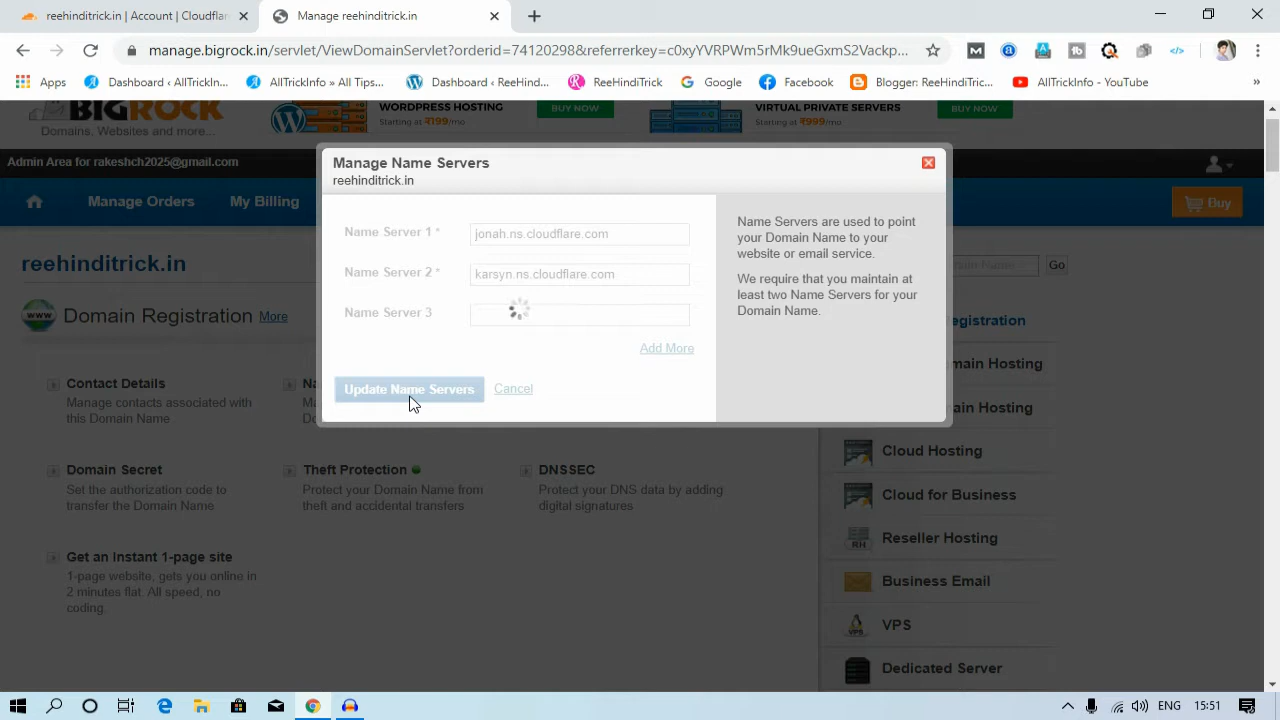 reehinditrick.in | Account | Cloudflar
Manage reehinditrick.in
manage.bigrock.in/servlet/ViewDomainServlet?orderid=74120298&referrerkey=c0xyYVRPWm5rMk9ueGxmS2Vackp...
Apps
Dashboard ‹ AllTrickIn...
AllTrickInfo » All Tips...
Dashboard ‹ ReeHind...
ReeHindiTrick
Google
Facebook
Blogger: ReeHindiTri...
AllTrickInfo - YouTube
»
BIGROCK
Domains. Websites and more...
WORDPRESS HOSTING
Starting at ₹199/mo
BUY NOW
VIRTUAL PRIVATE SERVERS
Starting at ₹999/mo
BUY NOW
Admin Area for rakeshch2025@gmail.com
Manage Orders
My Billing
Buy
Manage Name Servers
reehinditrick.in
Name Server 1 *
jonah.ns.cloudflare.com
Name Server 2 *
karsyn.ns.cloudflare.com
Name Server 3
Add More
Update Name Servers
Cancel
Name Servers are used to point
your Domain Name to your
website or email service.
We require that you maintain at
least two Name Servers for your
Domain Name.
reehinditrick.in
Go
www
Domain Registration
More
Contact Details
Manage contacts associated with
this Domain Name
Domain Secret
Set the authorization code to
transfer the Domain Name
Theft Protection
Protect your Domain Name from
theft and accidental transfers
DNSSEC
Protect your DNS data by adding
digital signatures
Get an Instant 1-page site
1-page website, gets you online in
2 minutes flat. All speed, no
coding.
Hosting
Hosting
Cloud Hosting
Cloud for Business
RH
Reseller Hosting
Business Email
VPS
Dedicated Server
ENG
15:51